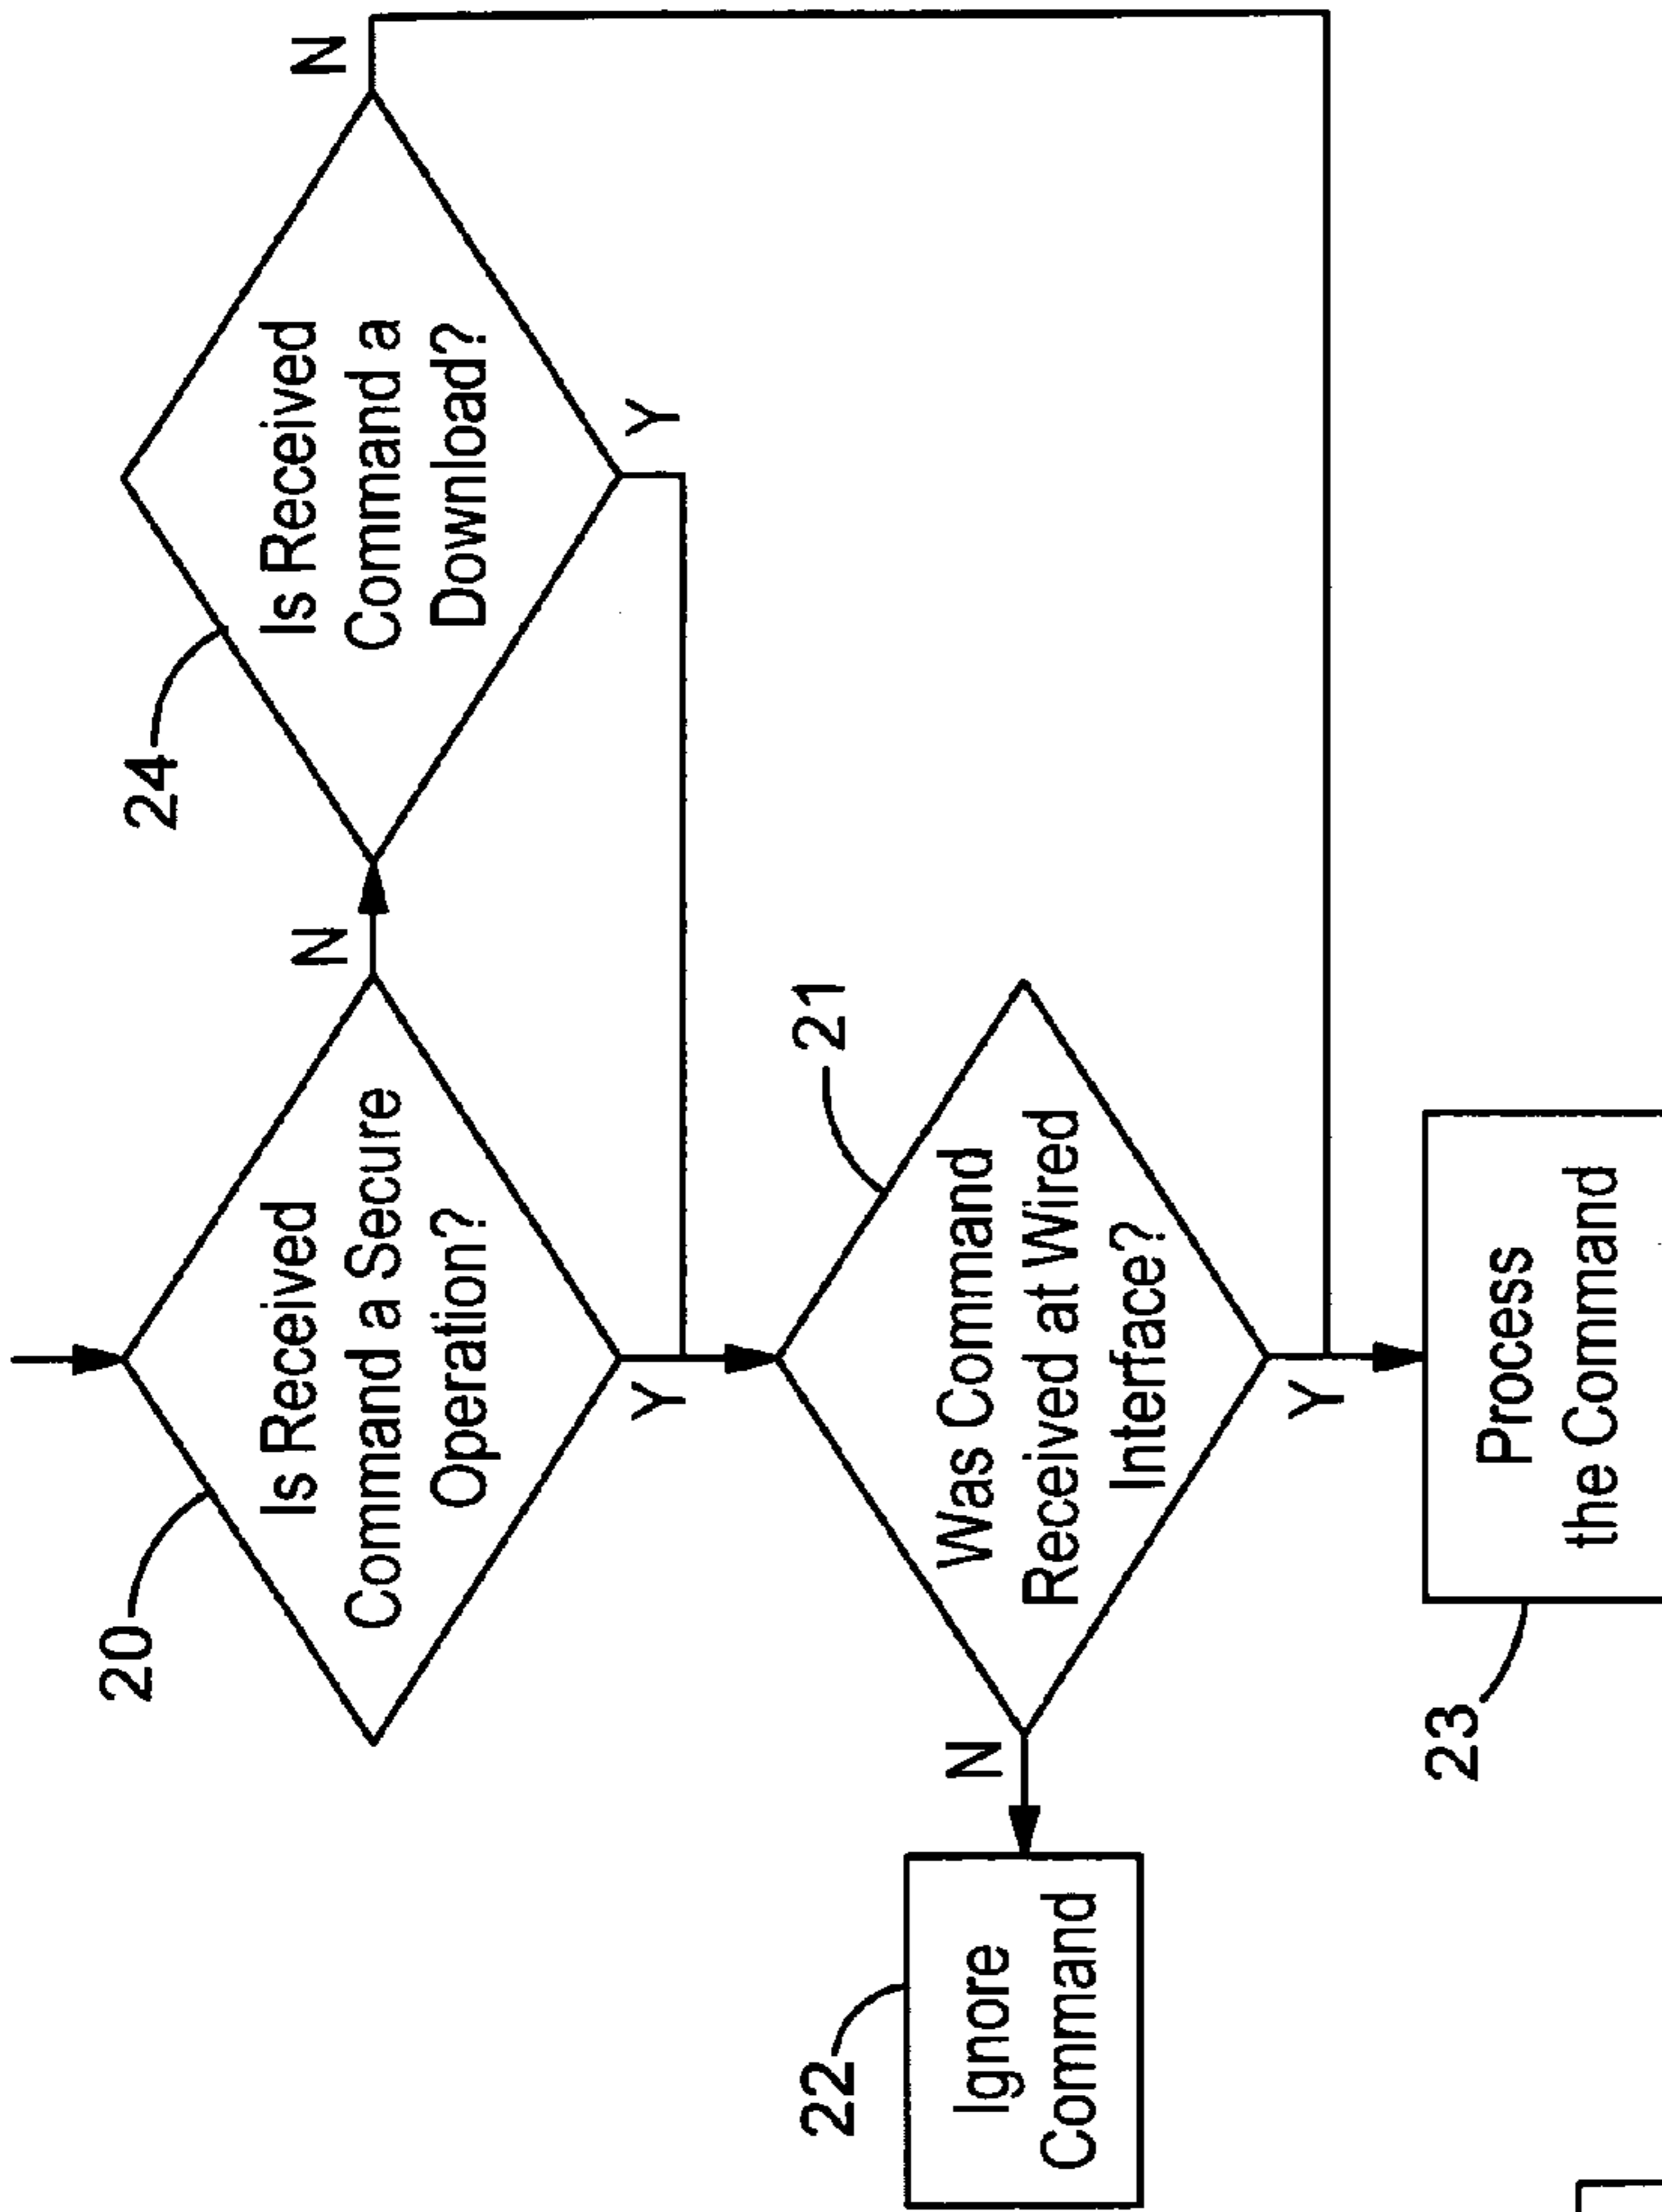 20
Is Received
Command a Secure
Operation?
N
Y
24
Is Received
Command a
Download?
N
Y
21
Was Command
Received at Wired
Interface?
N
Y
22
Ignore
Command
23
Process
the Command